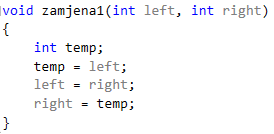 void zamjena1(int left, int right)
{
    int temp;
    temp = left;
    left = right;
    right = temp;
}